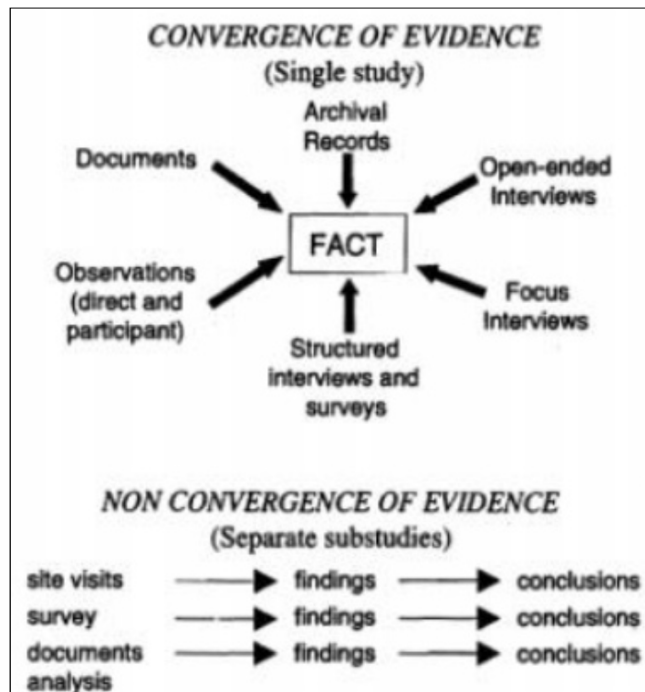 CONVERGENCE OF EVIDENCE
(Single study)
Archival
Records
Documents
Open-ended
Interviews
FACT
Observations
(direct and
participant)
Focus
Interviews
Structured
interviews and
surveys
NON CONVERGENCE OF EVIDENCE
(Separate substudies)
site visits findings conclusions
survey findings conclusions
documents findings conclusions
analysis